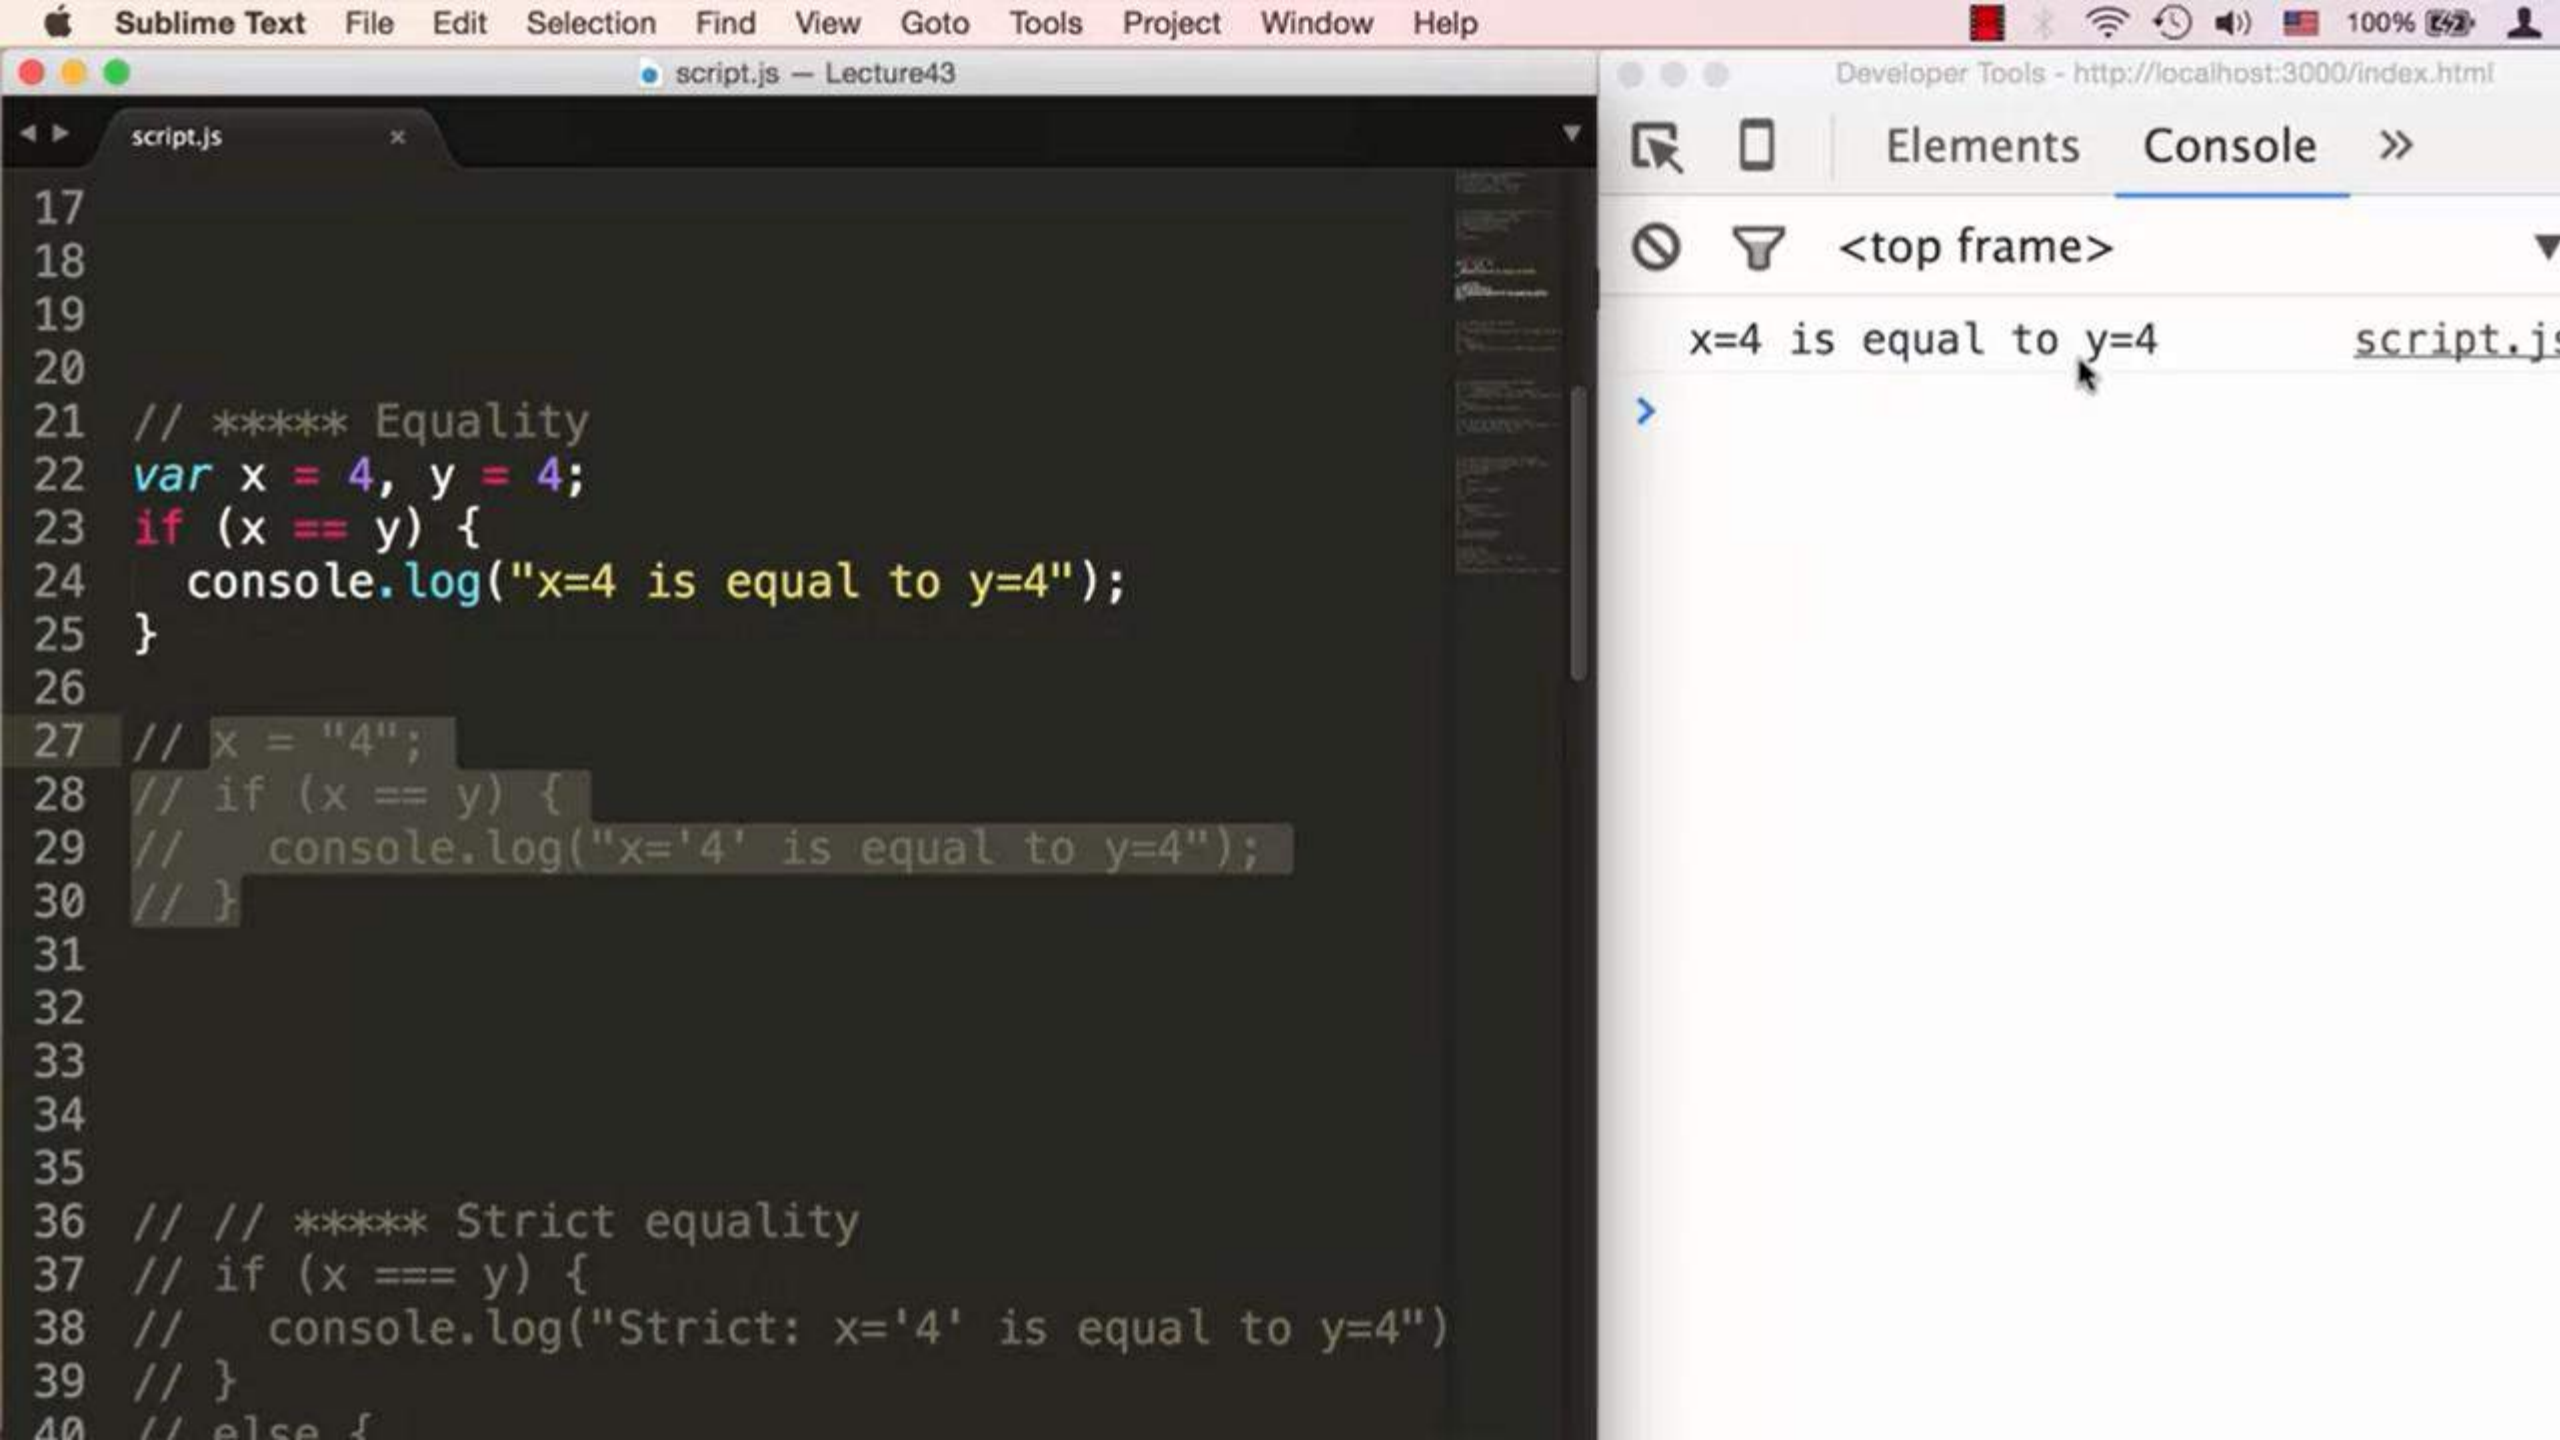 Sublime Text File Edit Selection Find View Goto Tools Project Window Help 100%
script.js — Lecture43
Developer Tools - http://localhost:3000/index.html
script.js
Elements Console
<top frame>
x=4 is equal to y=4 script.js
17
18
19
20
21 // ***** Equality
22 var x = 4, y = 4;
23 if (x == y) {
24 console.log("x=4 is equal to y=4");
25 }
26
27 // x = "4";
28 // if (x == y) {
29 // console.log("x='4' is equal to y=4");
30 // }
31
32
33
34
35
36 // // ***** Strict equality
37 // if (x === y) {
38 // console.log("Strict: x='4' is equal to y=4")
39 // }
40 // else {